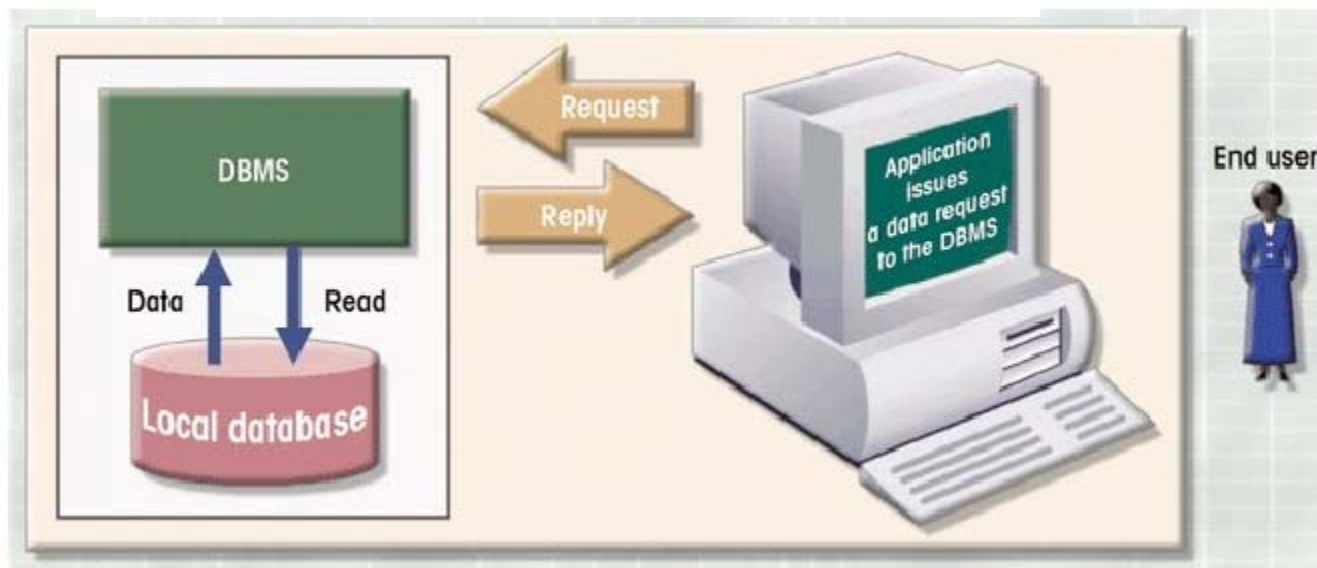 DBMS
Data
Read
Local database
Request
Reply
Application
issues
a data request
to the DBMS
End user